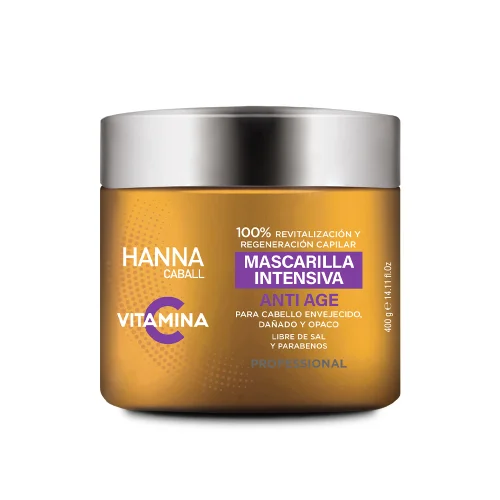 HANNA
CABALL
VITAMINA
C
100% REVITALIZACIÓN Y
REGENERACIÓN CAPILAR
MASCARILLA
INTENSIVA
ANTI AGE
PARA CABELLO ENVEJECIDO,
DAÑADO Y OPACO
LIBRE DE SAL
Y PARABENOS
PROFESSIONAL
400 g e 14.11 fl.Oz